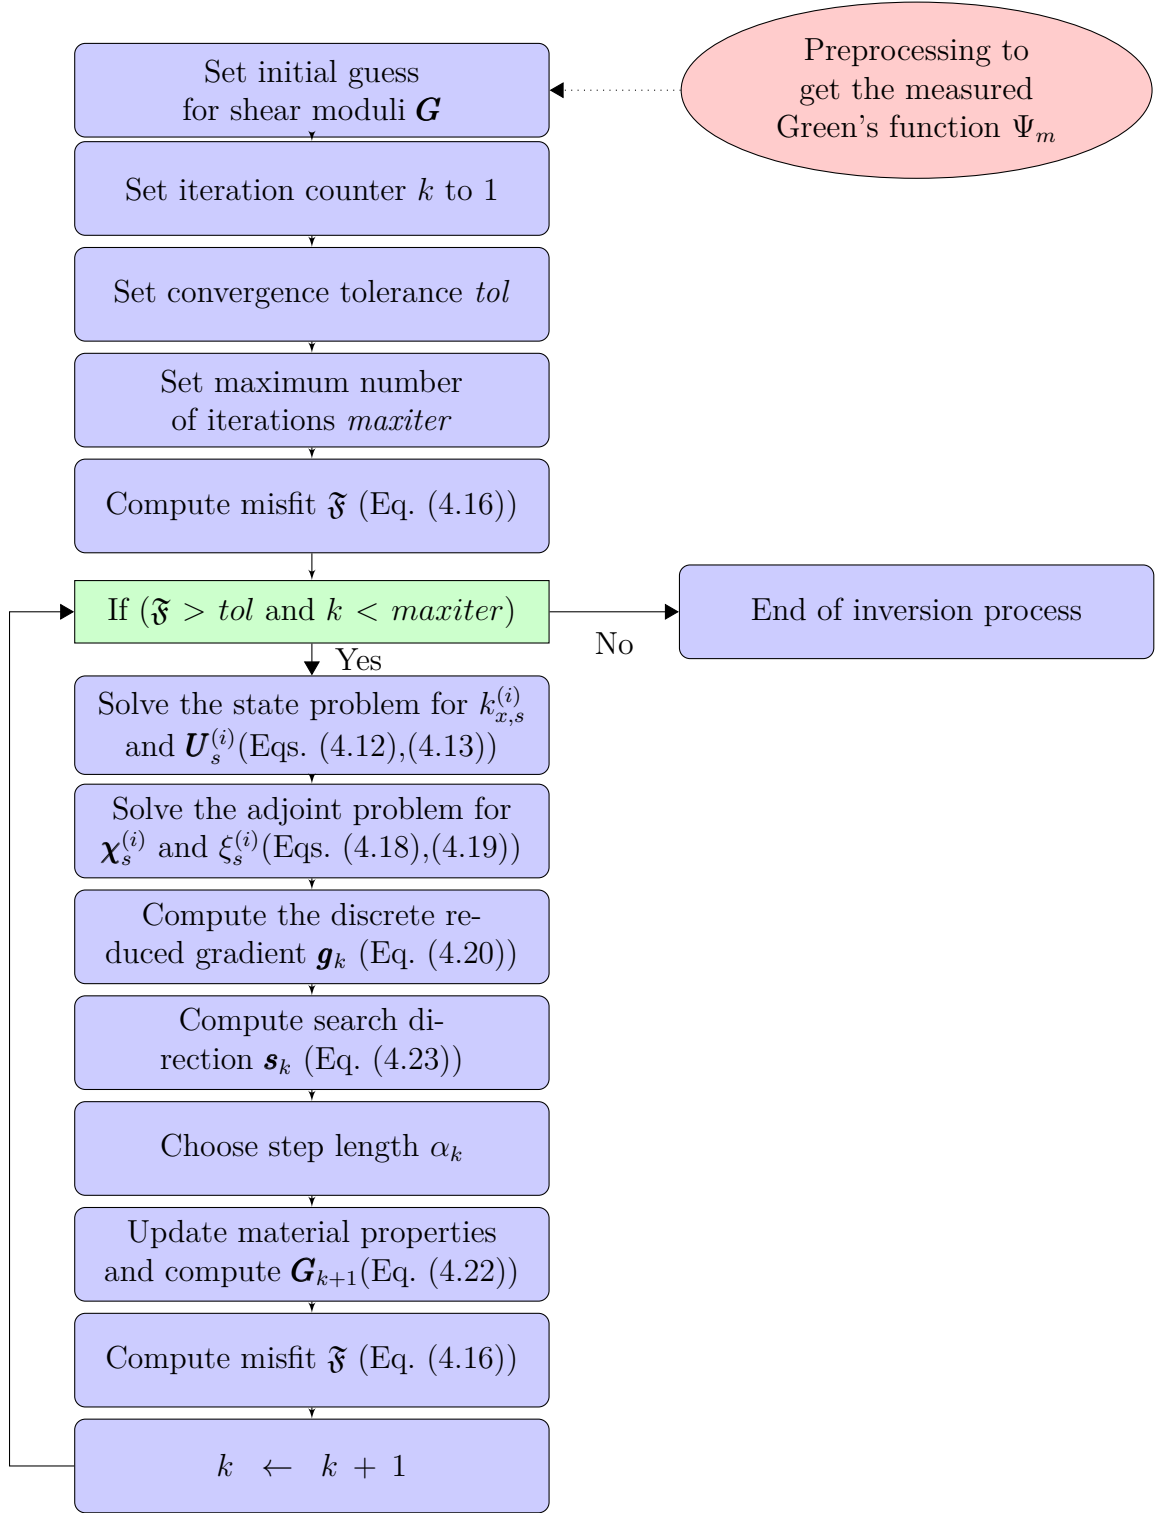 Set initial guess
for shear moduli G
Preprocessing to
get the measured
Green's function Ψ_m
Set iteration counter k to 1
Set convergence tolerance tol
Set maximum number
of iterations maxiter
Compute misfit 𝔉 (Eq. (4.16))
If (𝔉 > tol and k < maxiter)
No
End of inversion process
Yes
Solve the state problem for k_{x,s}^{(i)}
and U_s^{(i)}(Eqs. (4.12),(4.13))
Solve the adjoint problem for
χ_s^{(i)} and ξ_s^{(i)}(Eqs. (4.18),(4.19))
Compute the discrete re-
duced gradient g_k (Eq. (4.20))
Compute search di-
rection s_k (Eq. (4.23))
Choose step length α_k
Update material properties
and compute G_{k+1}(Eq. (4.22))
Compute misfit 𝔉 (Eq. (4.16))
k ← k + 1